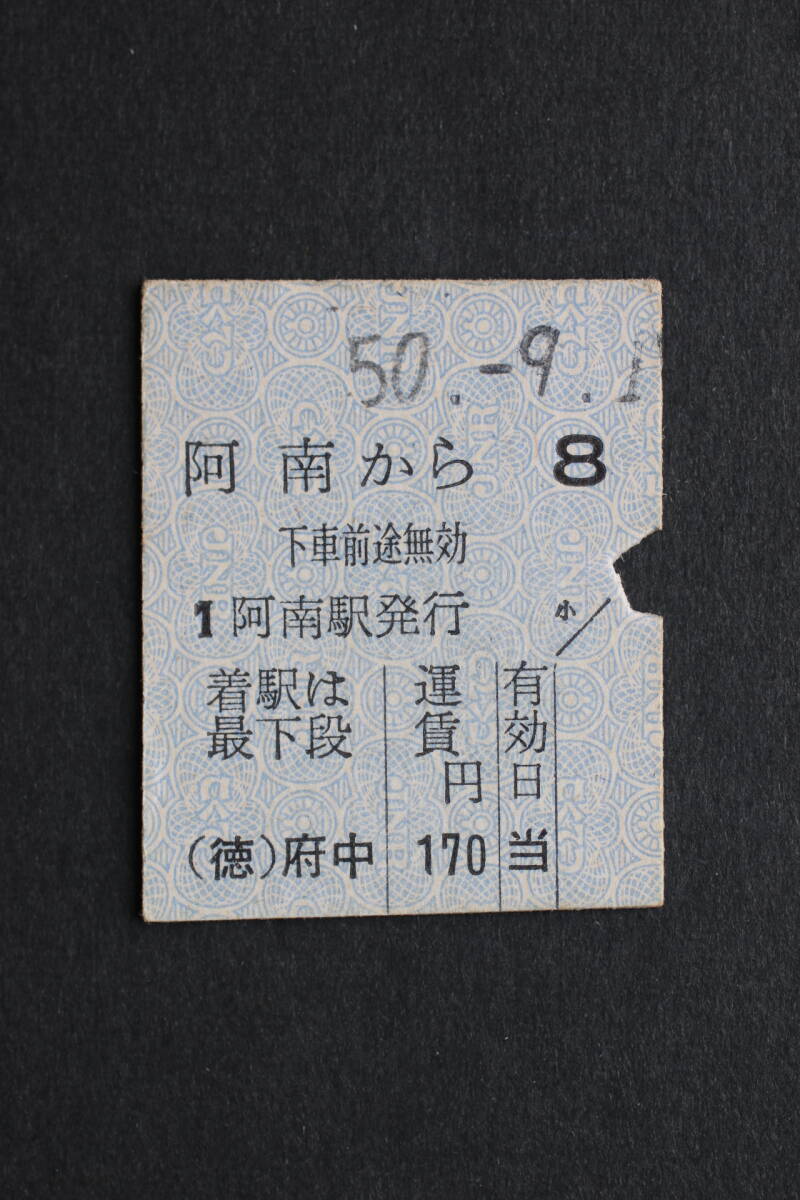 50.-9.1
阿南から 8
下車前途無効
1 阿南駅発行 小
着駅は 運賃円 有効日
最下段
(徳)府中 170 当